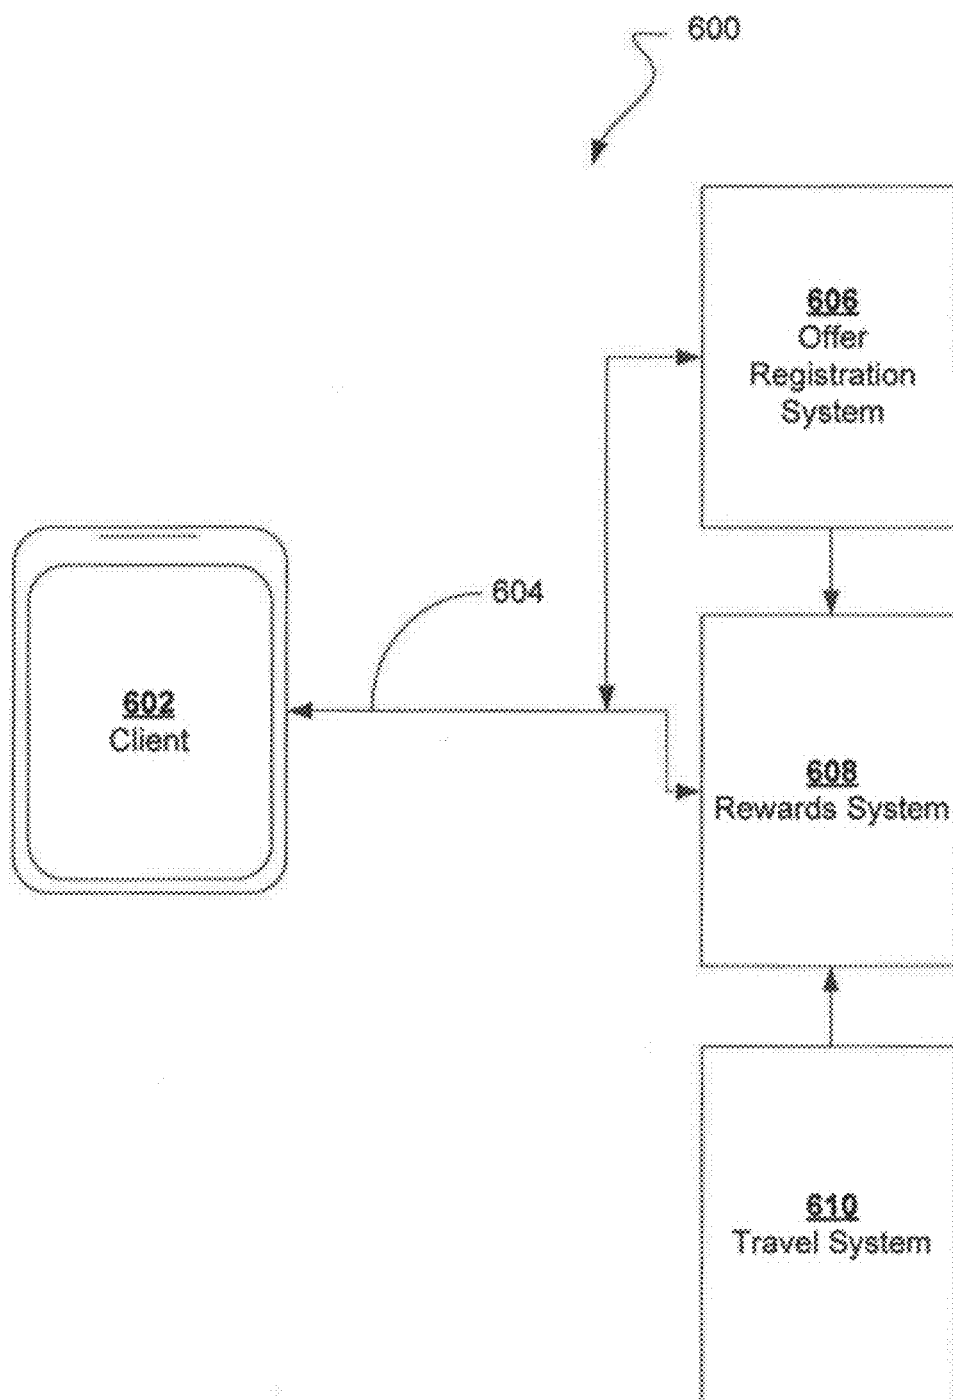 600
606
Offer
Registration
System
604
602
Client
608
Rewards System
610
Travel System